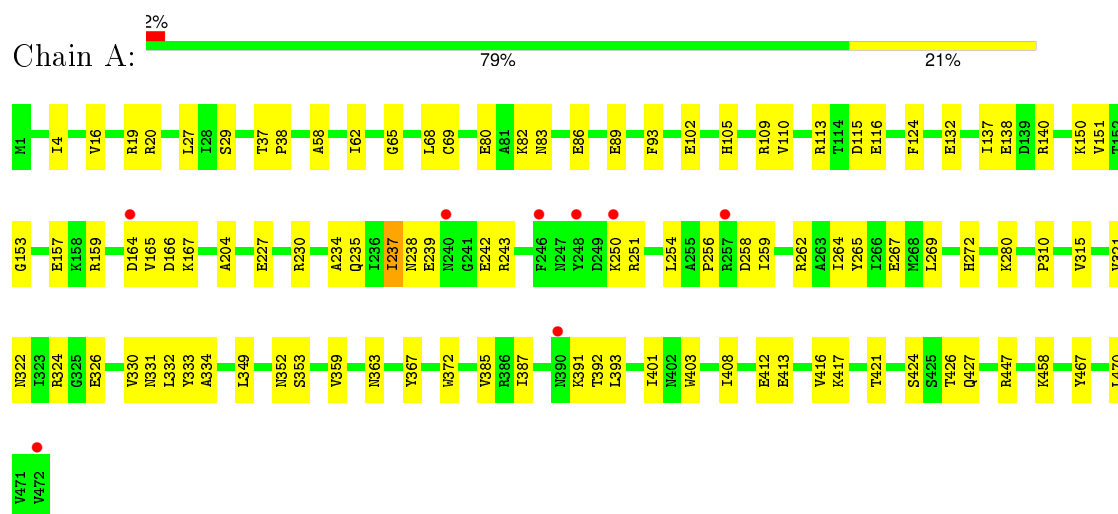 2%
Chain A:
79% 21%
M1 I4 V16 R19 R20 L27 I28 S29 T37 P38 A58 I62 G65 L68 C69 E80 A81 K82 N83 E86 E89 F93 E102 H105 R109 V110 R113 T114 D115 E116 F124 E132 I137 E138 D139 R140 K150 V151 T152
G153 E157 K158 R159 D164 V165 D166 K167 A204 E227 R230 A234 Q235 I236 I237 N238 E239 N240 G241 E242 R243 F246 N247 Y248 D249 K250 R251 L254 A255 P256 R257 D258 I259 R262 A263 I264 Y265 I266 E267 M268 L269 H272 K280 P310 V315 V321
N322 I323 R324 G325 E326 V330 N331 L332 Y333 A334 L349 N352 S353 V359 N363 Y367 W372 V385 R386 I387 N390 K391 T392 L393 I401 N402 W403 I408 E412 E413 V416 K417 T421 S424 S425 T426 Q427 R447 K458 Y467 L470
V471 V472